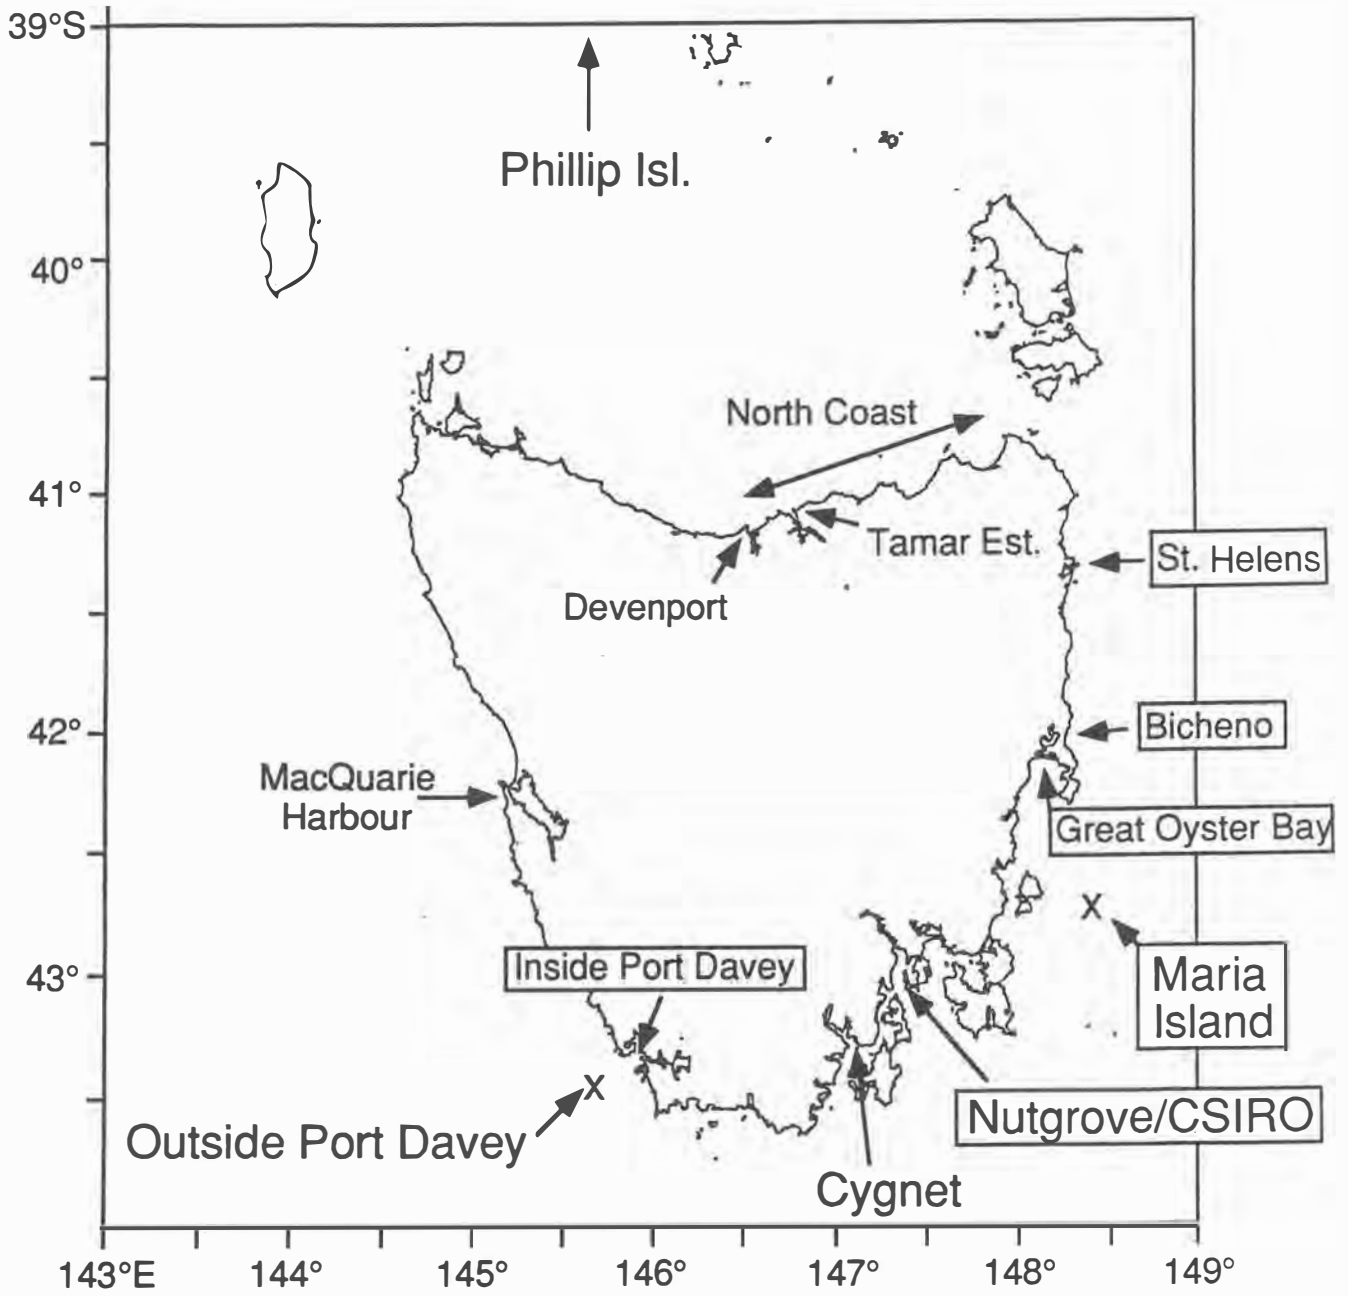 39°S
Phillip Isl.
40°
North Coast
41°
Tamar Est.
St. Helens
Devenport
42°
Bicheno
MacQuarie
Harbour
Great Oyster Bay
x
Inside Port Davey
43°
Maria
Island
x
Nutgrove/CSIRO
Outside Port Davey
Cygnet
143°E 144° 145° 146° 147° 148° 149°